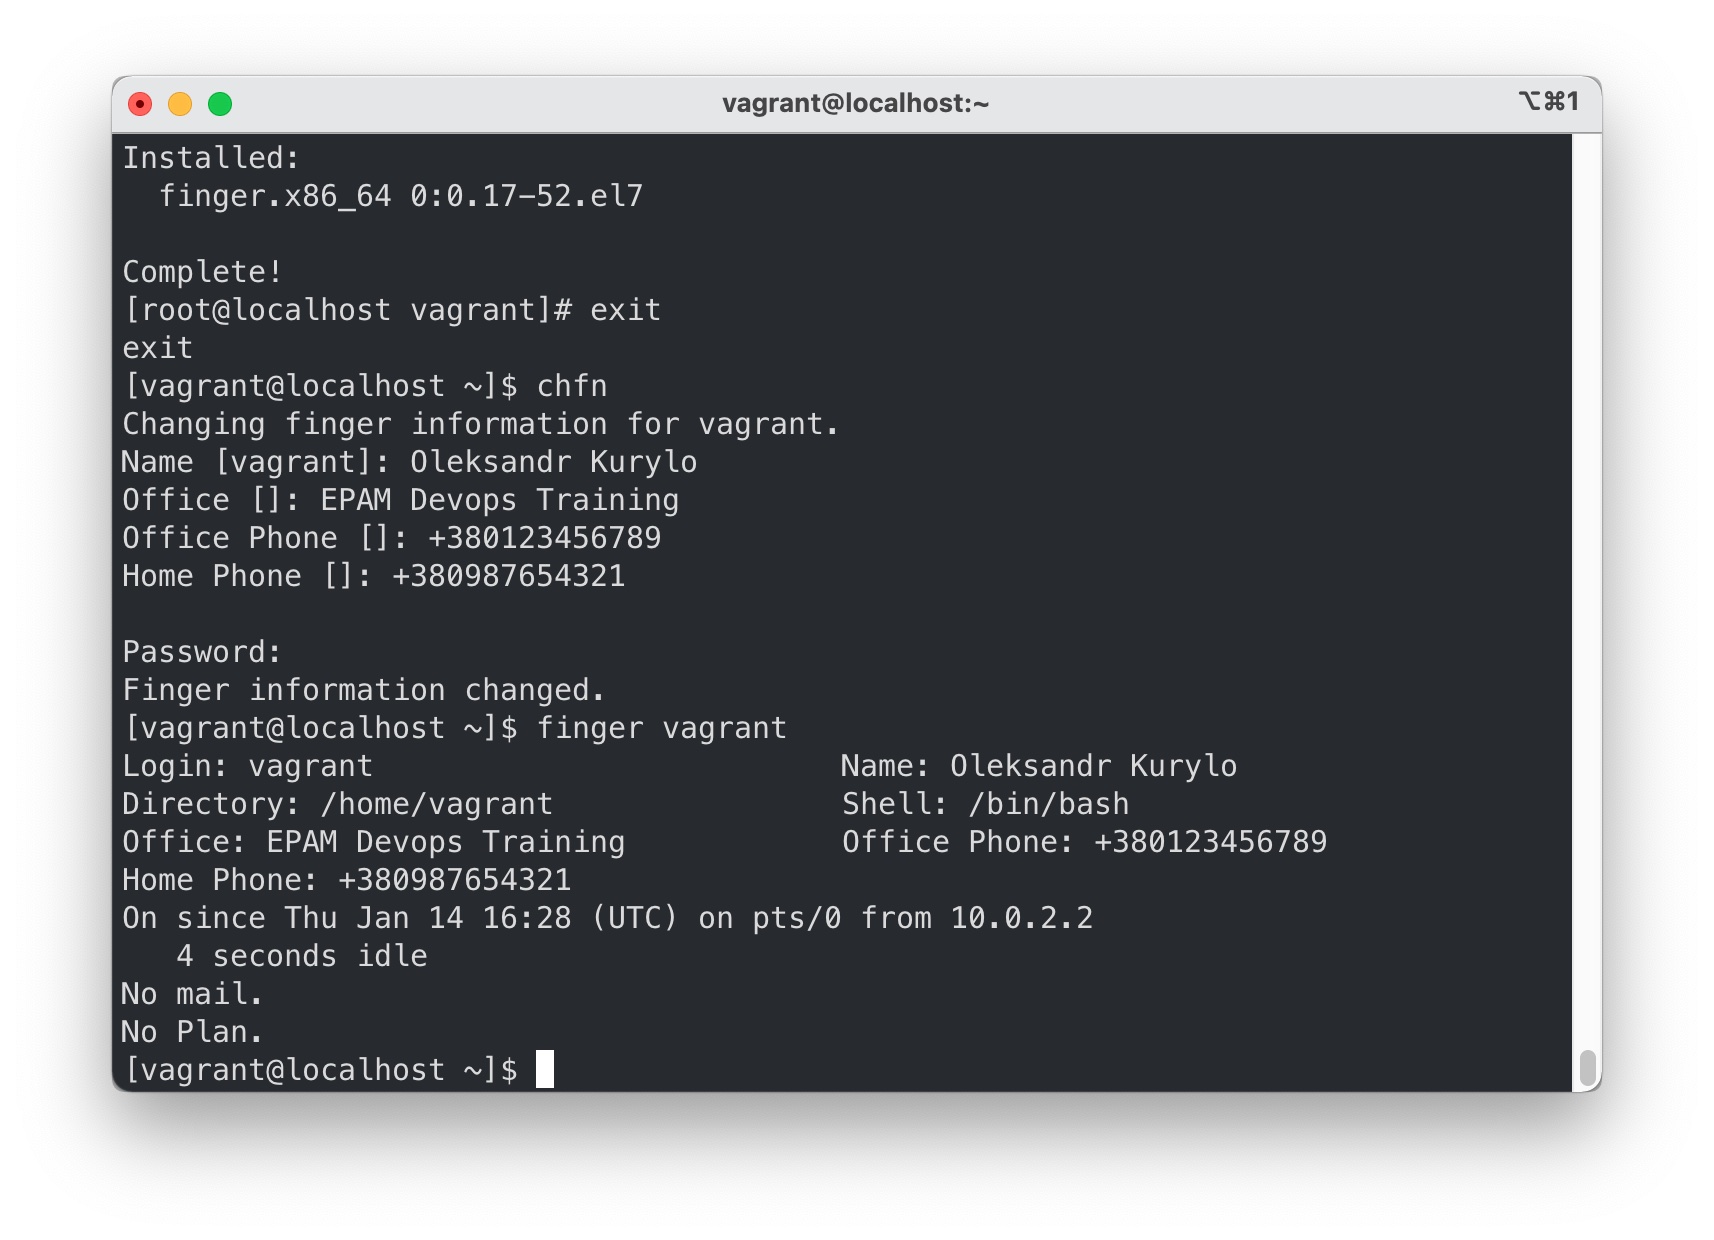 vagrant@localhost:~ ⌥⌘1
Installed:
  finger.x86_64 0:0.17-52.el7

Complete!
[root@localhost vagrant]# exit
exit
[vagrant@localhost ~]$ chfn
Changing finger information for vagrant.
Name [vagrant]: Oleksandr Kurylo
Office []: EPAM Devops Training
Office Phone []: +380123456789
Home Phone []: +380987654321

Password:
Finger information changed.
[vagrant@localhost ~]$ finger vagrant
Login: vagrant                          Name: Oleksandr Kurylo
Directory: /home/vagrant                Shell: /bin/bash
Office: EPAM Devops Training            Office Phone: +380123456789
Home Phone: +380987654321
On since Thu Jan 14 16:28 (UTC) on pts/0 from 10.0.2.2
   4 seconds idle
No mail.
No Plan.
[vagrant@localhost ~]$